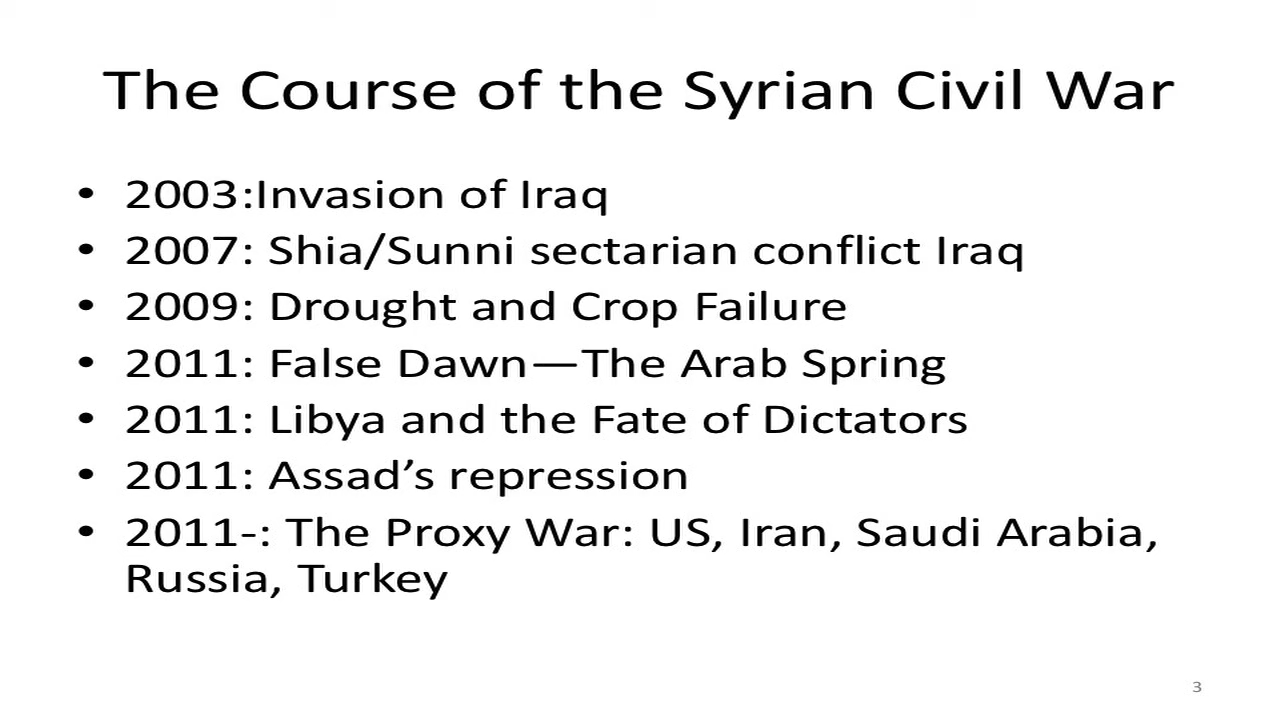 The Course of the Syrian Civil War
• 2003:Invasion of Iraq
• 2007: Shia/Sunni sectarian conflict Iraq
• 2009: Drought and Crop Failure
• 2011: False Dawn—The Arab Spring
• 2011: Libya and the Fate of Dictators
• 2011: Assad’s repression
• 2011-: The Proxy War: US, Iran, Saudi Arabia,
Russia, Turkey
3